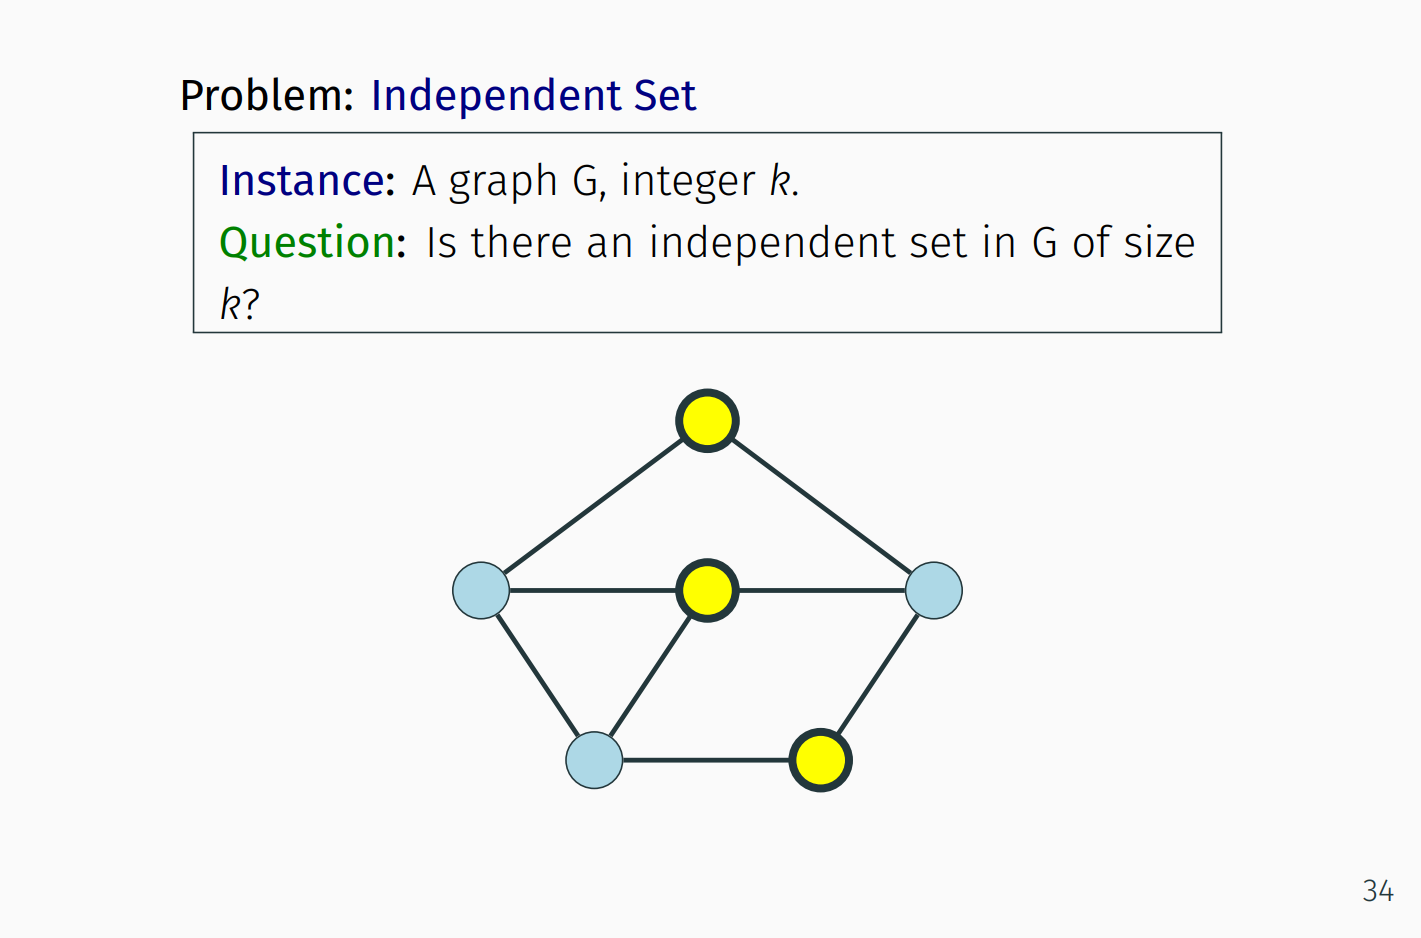 Problem: Independent Set
Instance: A graph G, integer k.
Question: Is there an independent set in G of size
k?
34